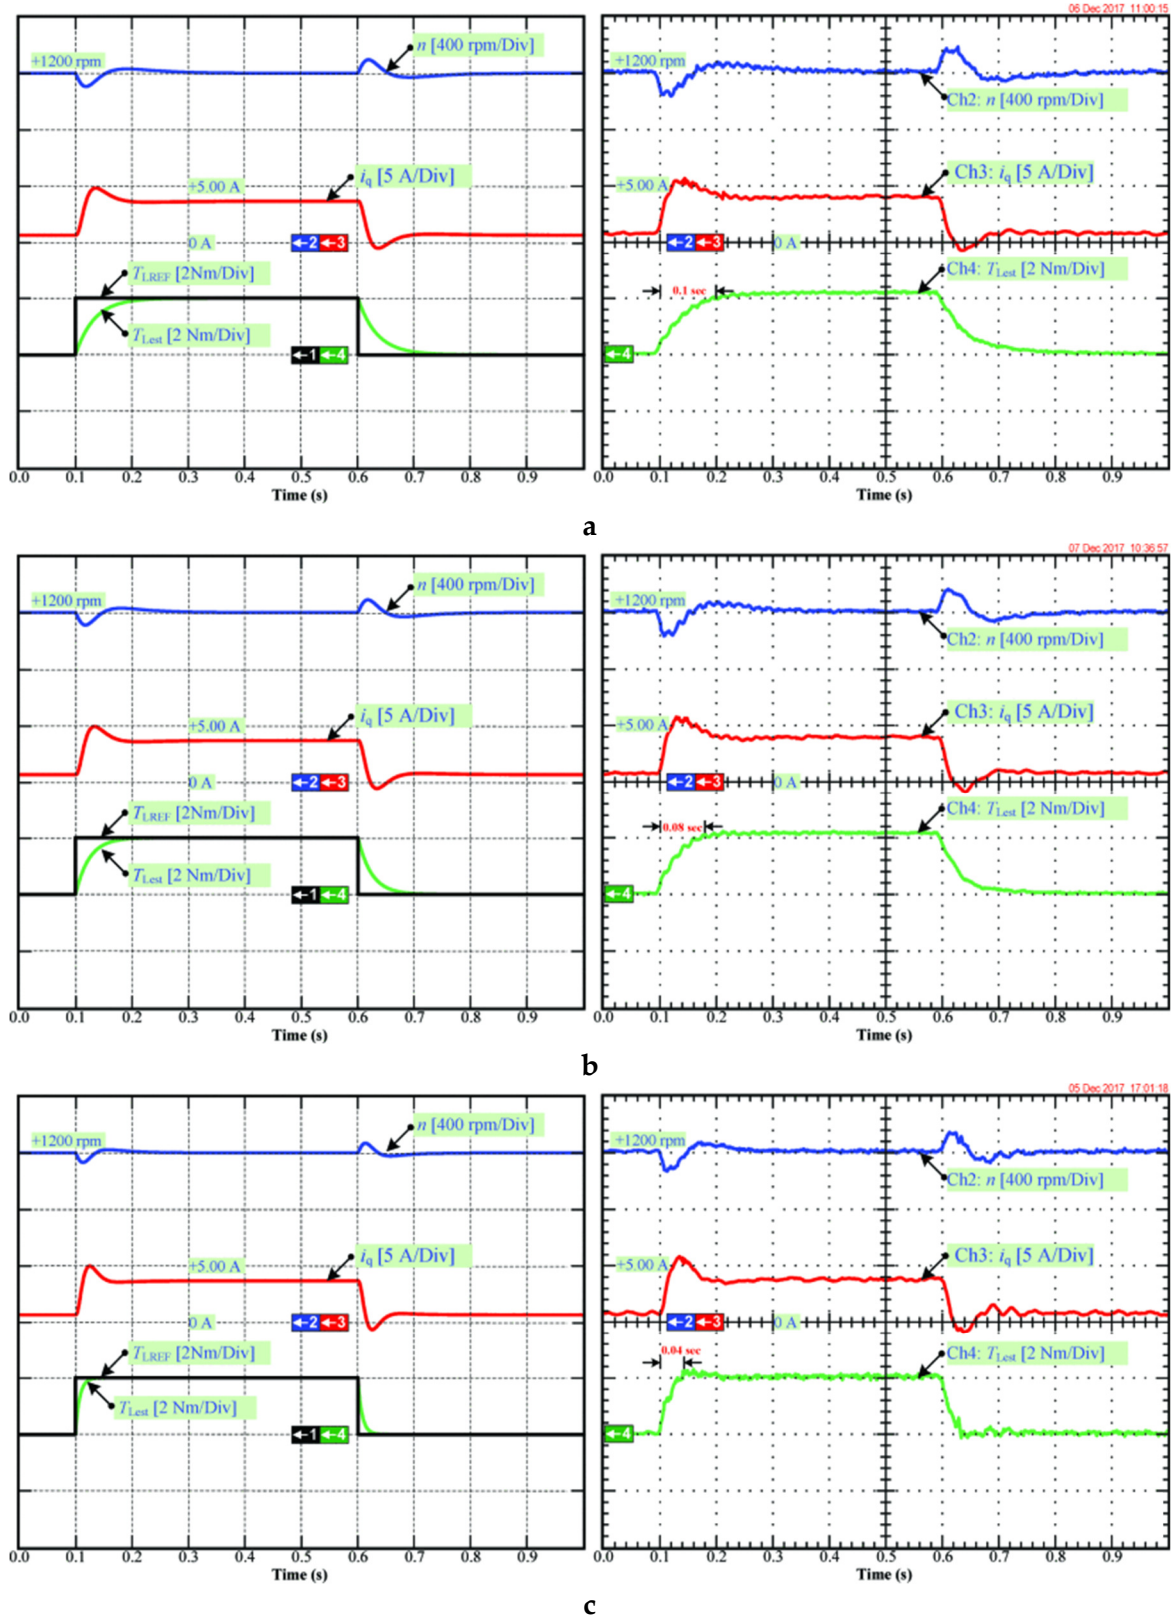 06 Dec 2017 11:00:15
+1200 rpm
n [400 rpm/Div]
+5.00 A
iq [5 A/Div]
0 A
←2 ←3
TLREF [2Nm/Div]
TLest [2 Nm/Div]
←1 ←4
0.0 0.1 0.2 0.3 0.4 0.5 0.6 0.7 0.8 0.9
Time (s)
+1200 rpm
Ch2: n [400 rpm/Div]
Ch3: iq [5 A/Div]
+5.00 A
←2 ←3 0 A
Ch4: TLest [2 Nm/Div]
0.1 sec
←4
0.0 0.1 0.2 0.3 0.4 0.5 0.6 0.7 0.8 0.9
Time (s)
a
07 Dec 2017 10:36:57
+1200 rpm
n [400 rpm/Div]
+5.00 A
iq [5 A/Div]
0 A
←2 ←3
TLREF [2Nm/Div]
TLest [2 Nm/Div]
←1 ←4
0.0 0.1 0.2 0.3 0.4 0.5 0.6 0.7 0.8 0.9
Time (s)
+1200 rpm
Ch2: n [400 rpm/Div]
Ch3: iq [5 A/Div]
+5.00 A
←2 ←3 0 A
Ch4: TLest [2 Nm/Div]
0.08 sec
←4
0.0 0.1 0.2 0.3 0.4 0.5 0.6 0.7 0.8 0.9
Time (s)
b
05 Dec 2017 17:01:18
+1200 rpm
n [400 rpm/Div]
+5.00 A
iq [5 A/Div]
0 A
←2 ←3
TLREF [2Nm/Div]
TLest [2 Nm/Div]
←1 ←4
0.0 0.1 0.2 0.3 0.4 0.5 0.6 0.7 0.8 0.9
Time (s)
+1200 rpm
Ch2: n [400 rpm/Div]
Ch3: iq [5 A/Div]
+5.00 A
←2 ←3 0 A
0.04 sec
Ch4: TLest [2 Nm/Div]
←4
0.0 0.1 0.2 0.3 0.4 0.5 0.6 0.7 0.8 0.9
Time (s)
c